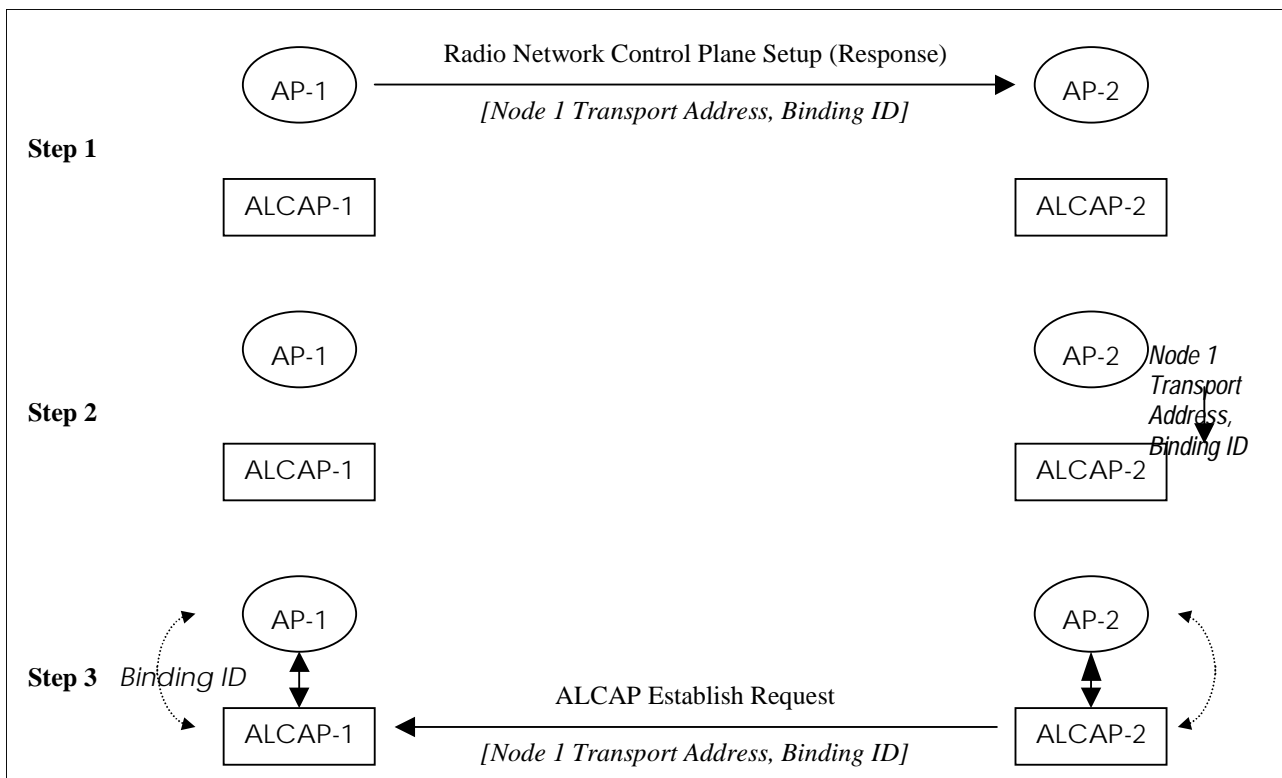 Radio Network Control Plane Setup (Response)
AP-1
AP-2
[Node 1 Transport Address, Binding ID]
Step 1
ALCAP-1
ALCAP-2
AP-1
AP-2
Node 1
Transport
Address,
Binding ID
Step 2
ALCAP-1
ALCAP-2
AP-1
AP-2
Step 3
Binding ID
ALCAP Establish Request
ALCAP-1
ALCAP-2
[Node 1 Transport Address, Binding ID]